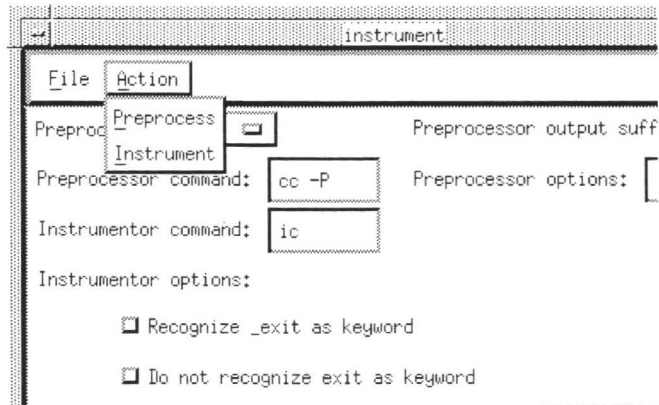 instrument
File Action
Preprocess
Instrument
Preproc
Preprocessor output suff
Preprocessor command: cc -P Preprocessor options:
Instrumentor command: ic
Instrumentor options:
Recognize _exit as keyword
Do not recognize exit as keyword